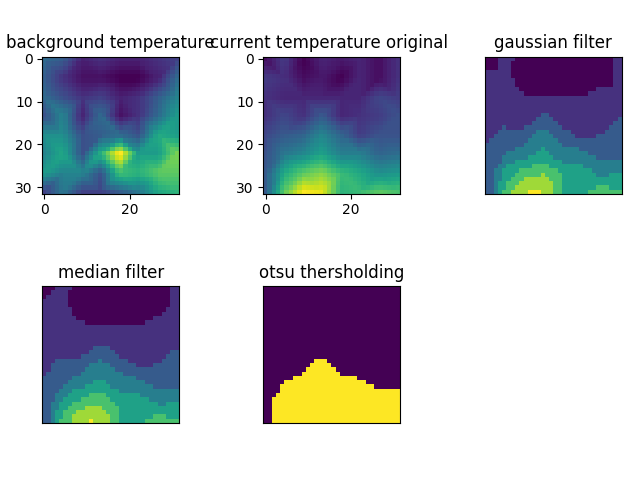 background temperature
current temperature original
gaussian filter
0
10
20
30
0
20
0
10
20
30
0
20
median filter
otsu thersholding